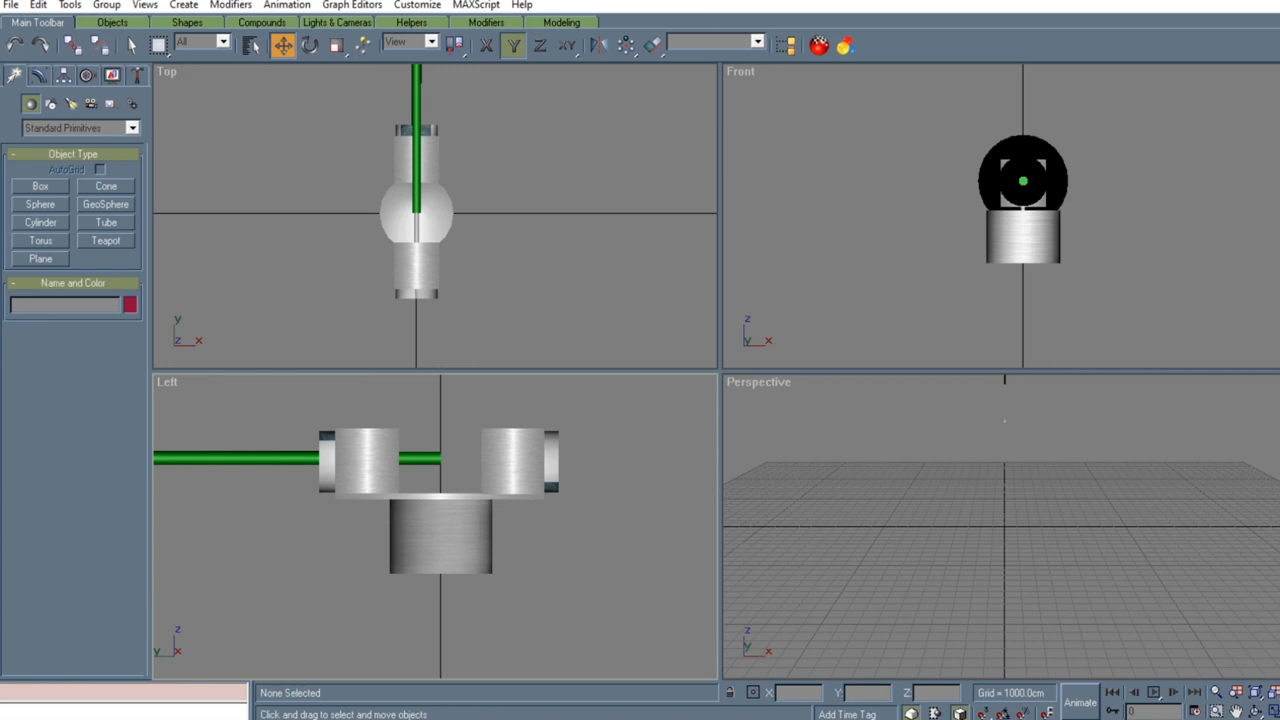 File Edit Tools Group Views Create Modifiers Animation Graph Editors Customize MAXScript Help
Main Toolbar Objects Shapes Compounds Lights & Cameras Helpers Modifiers Modeling
All View X Y Z XY
Top
Front
Standard Primitives
- Object Type
AutoGrid
Box Cone
Sphere GeoSphere
Cylinder Tube
Torus Teapot
Plane
- Name and Color
y
z x
z
y x
Left
Perspective
z
y x
z
y x
None Selected X: Y: Z: Grid = 1000.0cm Animate
Click and drag to select and move objects Add Time Tag 0